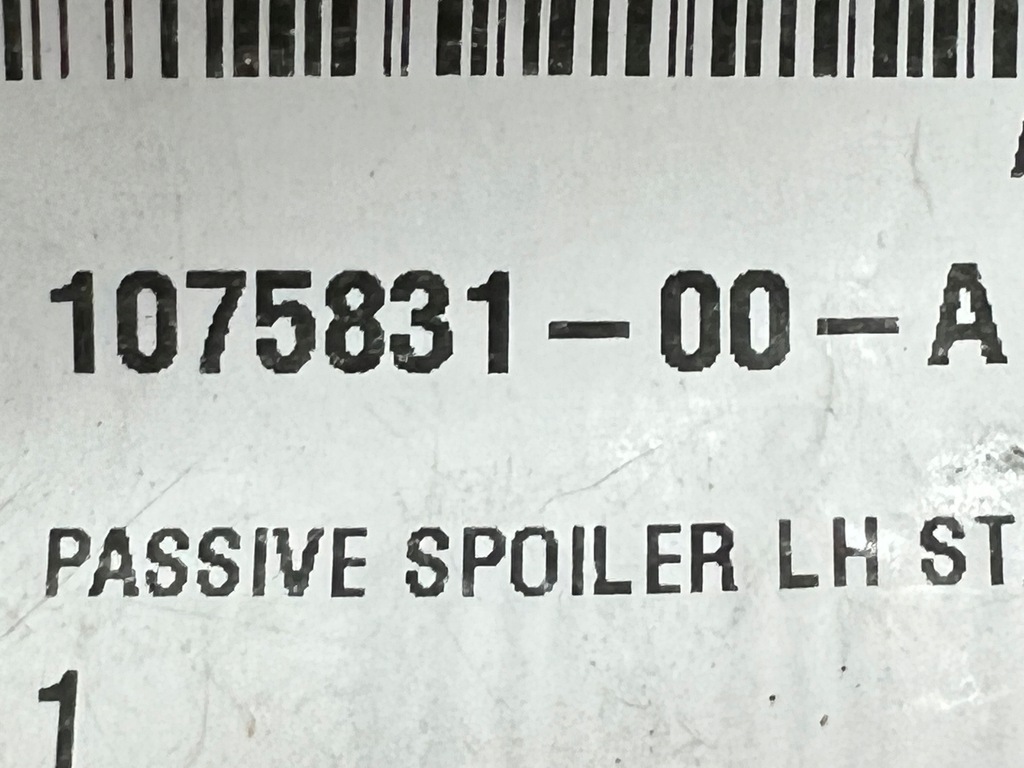 1075831-00-A
PASSIVE SPOILER LH ST
1